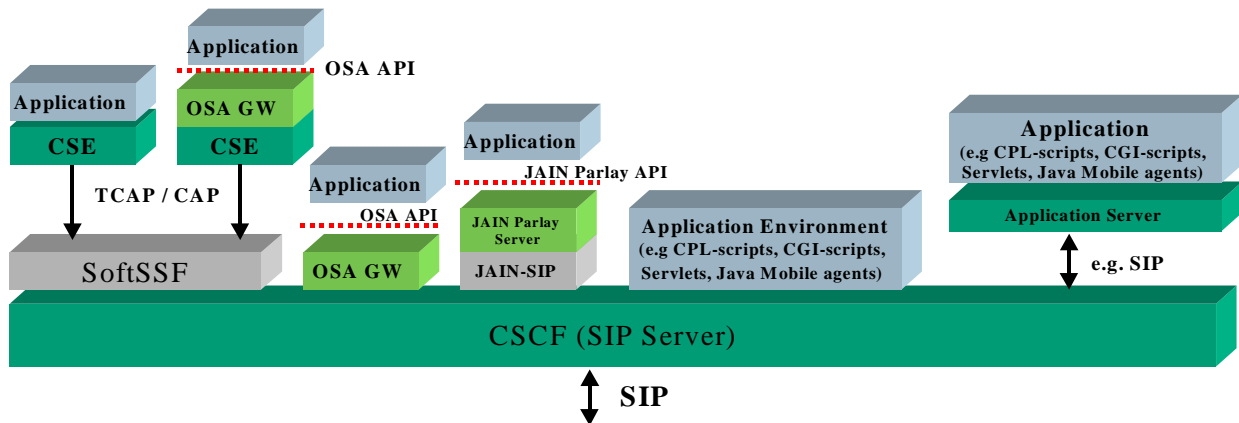 Application
OSA API
Application
OSA GW
CSE
CSE
TCAP / CAP
Application
JAIN Parlay API
Application
OSA API
JAIN Parlay
Server
Application
(e.g CPL-scripts, CGI-scripts,
Servlets, Java Mobile agents)
Application Server
Application Environment
(e.g CPL-scripts, CGI-scripts,
Servlets, Java Mobile agents)
SoftSSF
OSA GW
JAIN-SIP
e.g. SIP
CSCF (SIP Server)
SIP